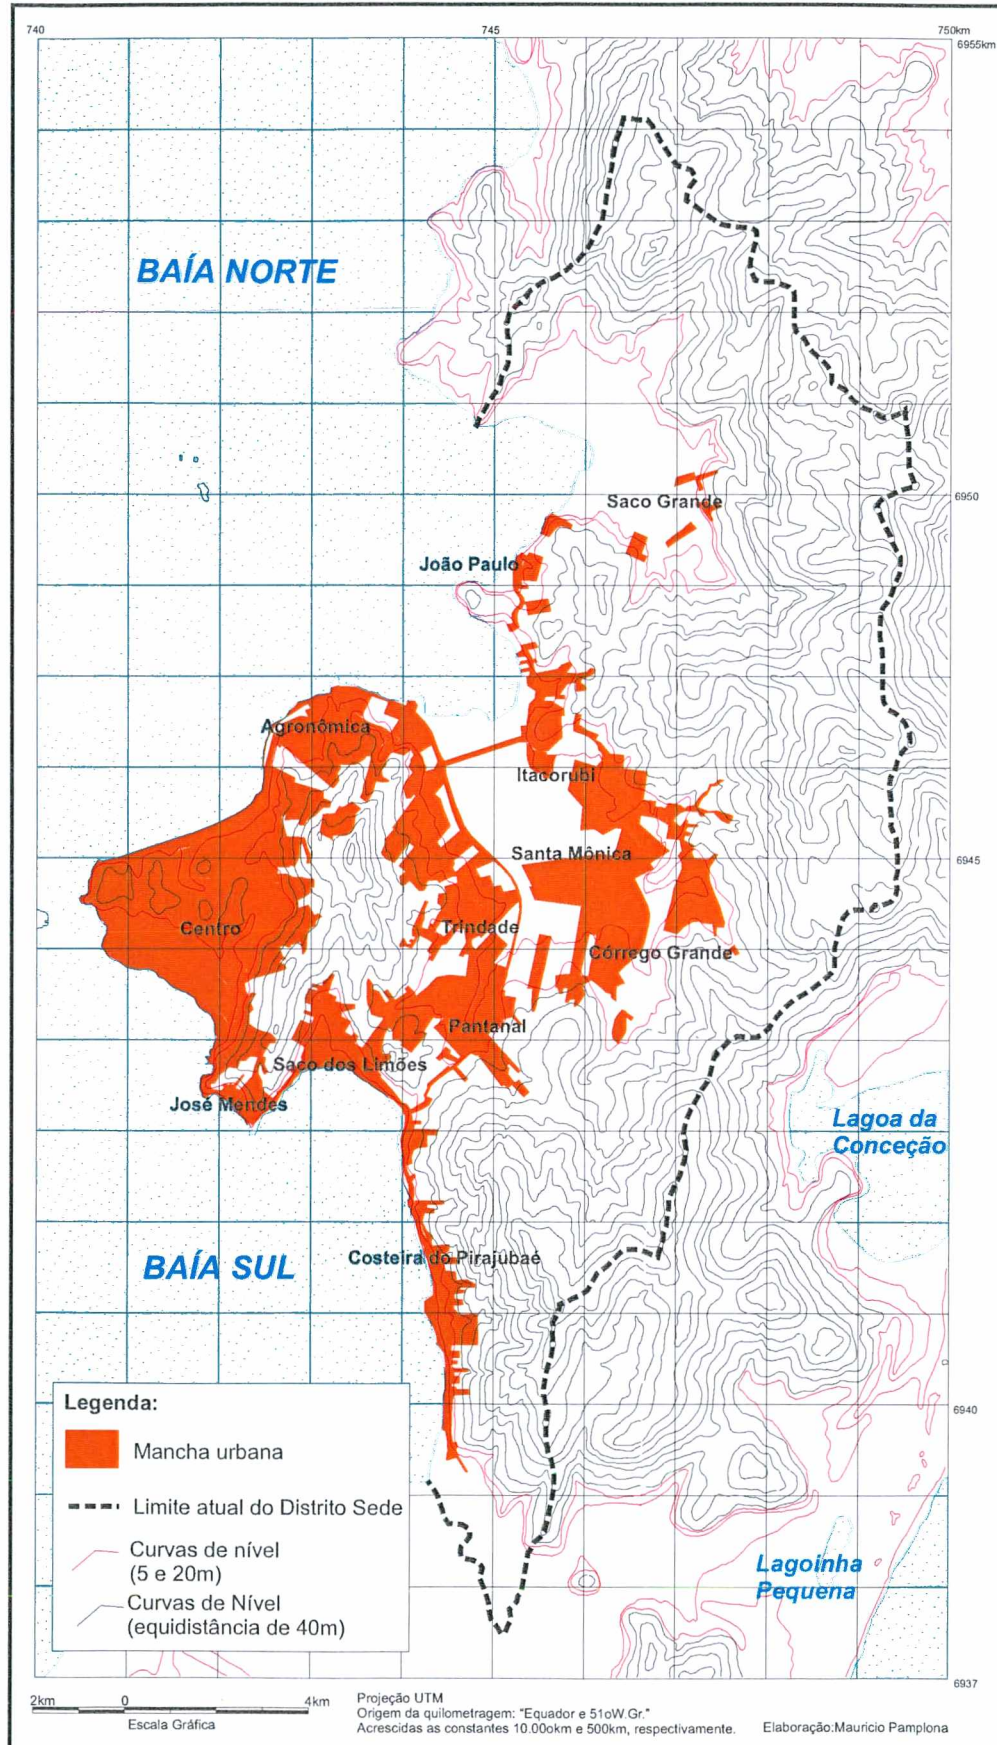 740
745
750km
6955km
BAÍA NORTE
Saco Grande
6950
João Paulo
Agronômica
Itacorubi
Santa Mônica
6945
Centro
Trindade
Córrego Grande
Pantanal
Saco dos Limões
José Mendes
Lagoa da
Conceção
BAÍA SUL
Costeira do Pirajubaé
6940
Legenda:
Mancha urbana
Limite atual do Distrito Sede
Curvas de nível
(5 e 20m)
Curvas de Nível
(equidistância de 40m)
Lagoinha
Pequena
6937
2km
0
4km
Escala Gráfica
Projeção UTM
Origem da quilometragem: "Equador e 51oW.Gr."
Acrescidas as constantes 10.00okm e 500km, respectivamente.
Elaboração:Mauricio Pamplona